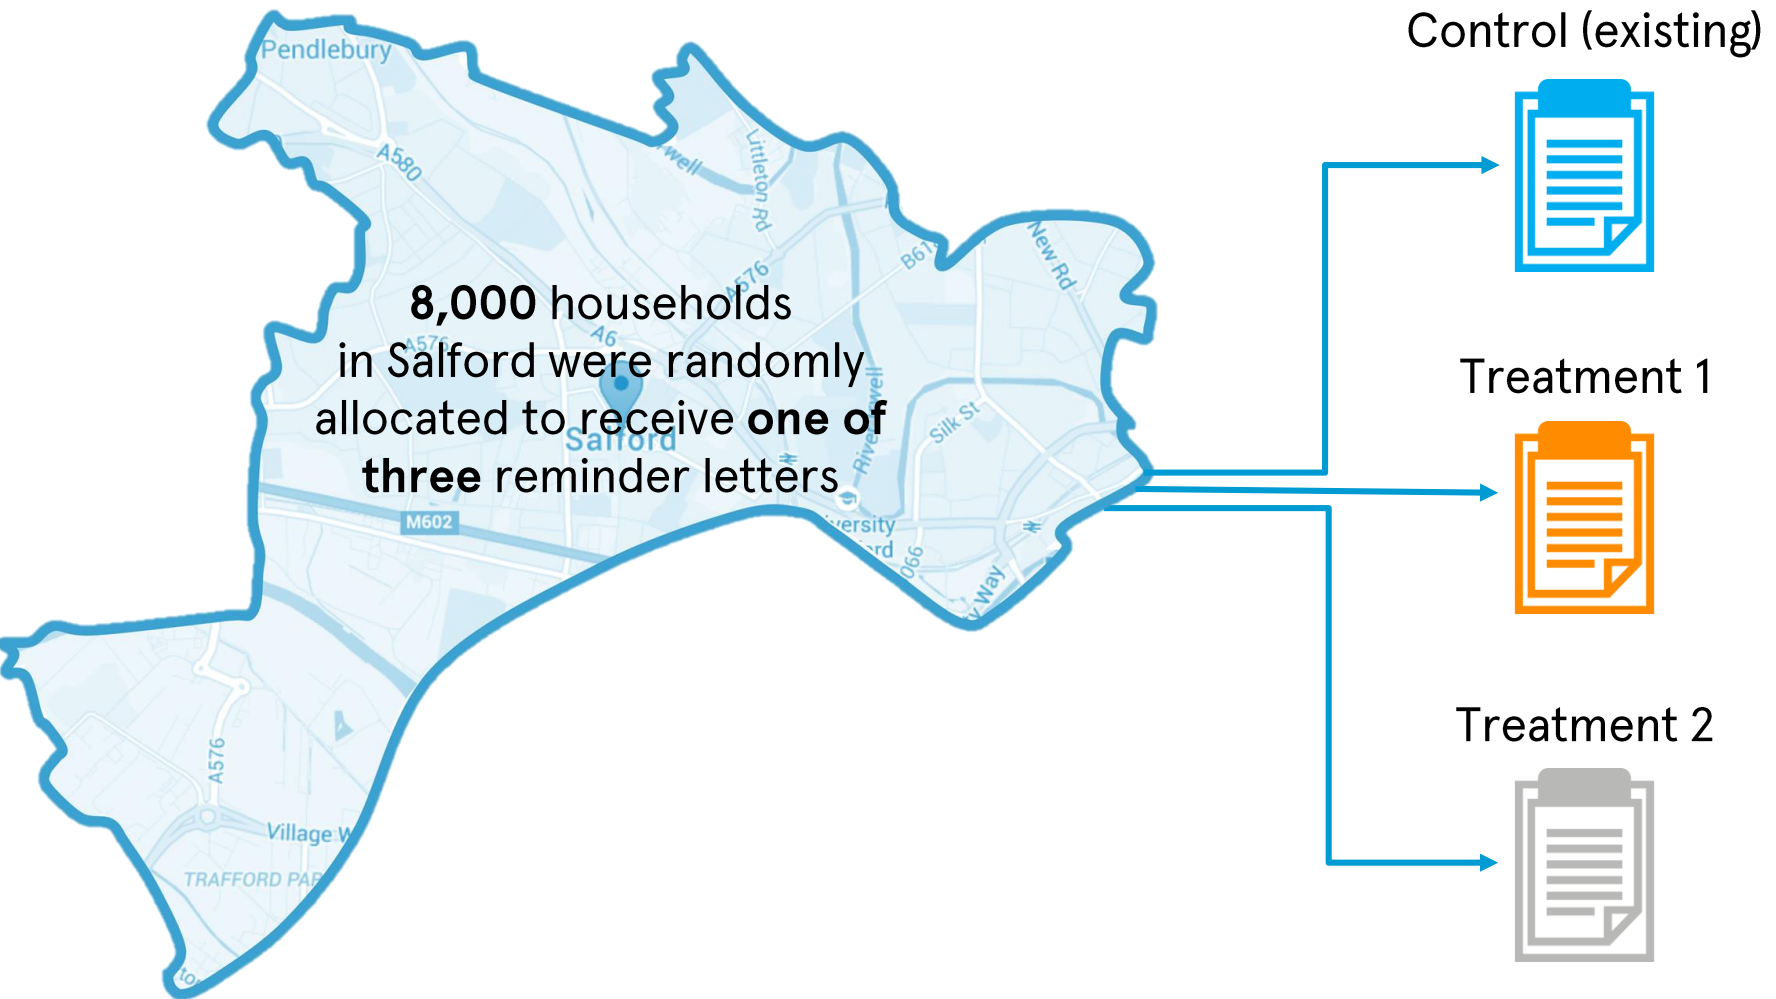 Control (existing)
Pendlebury
A580
Littleton Rd
New Rd
A576
8,000 households
A6
A576
in Salford were randomly
Treatment 1
allocated to receive one of
Salford
Silk St
three reminder letters
M602
Treatment 2
A576
Village
TRAFFORD